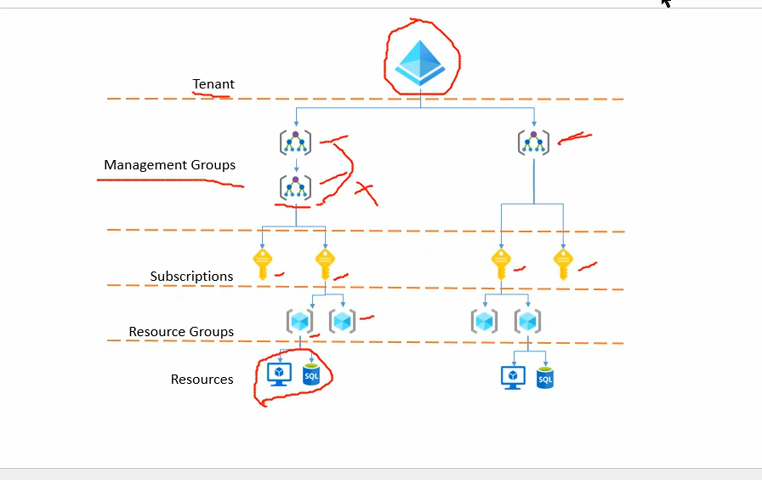 Tenant
Management Groups
Subscriptions
Resource Groups
Resources
SQL
SQL